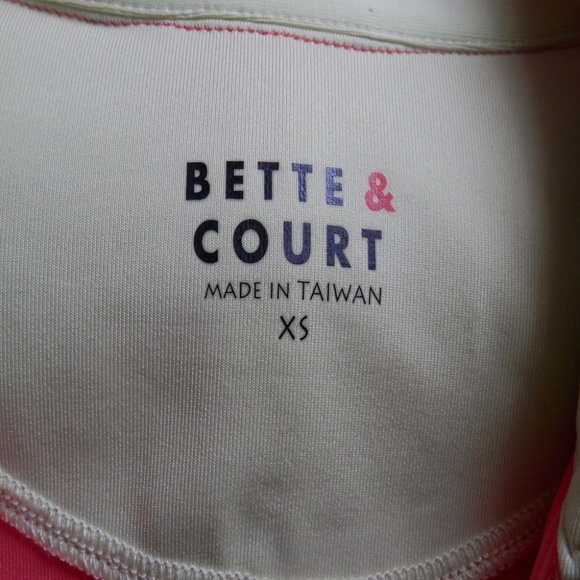 BETTE &
COURT
MADE IN TAIWAN
XS